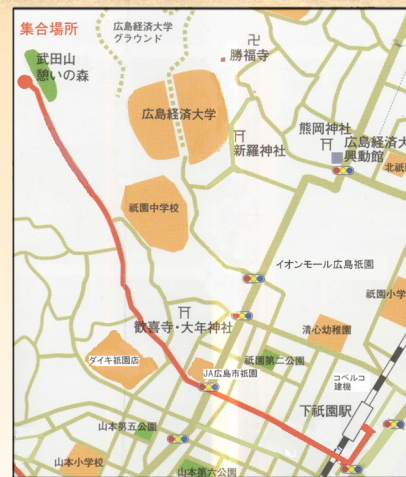 集合場所
武田山
憩いの森
広島経済大学
グラウンド
勝福寺
広島経済大学
新羅神社
熊岡神社
広島経済大
興動館
北祇
祇園中学校
イオンモール広島祇園
祇園小学
歓喜寺・大年神社
清心幼稚園
ダイキ祇園店
祇園第二公園
JA広島市祇園
コベルコ
建機
下祇園駅
山本第五公園
山本小学校
山本第六公園